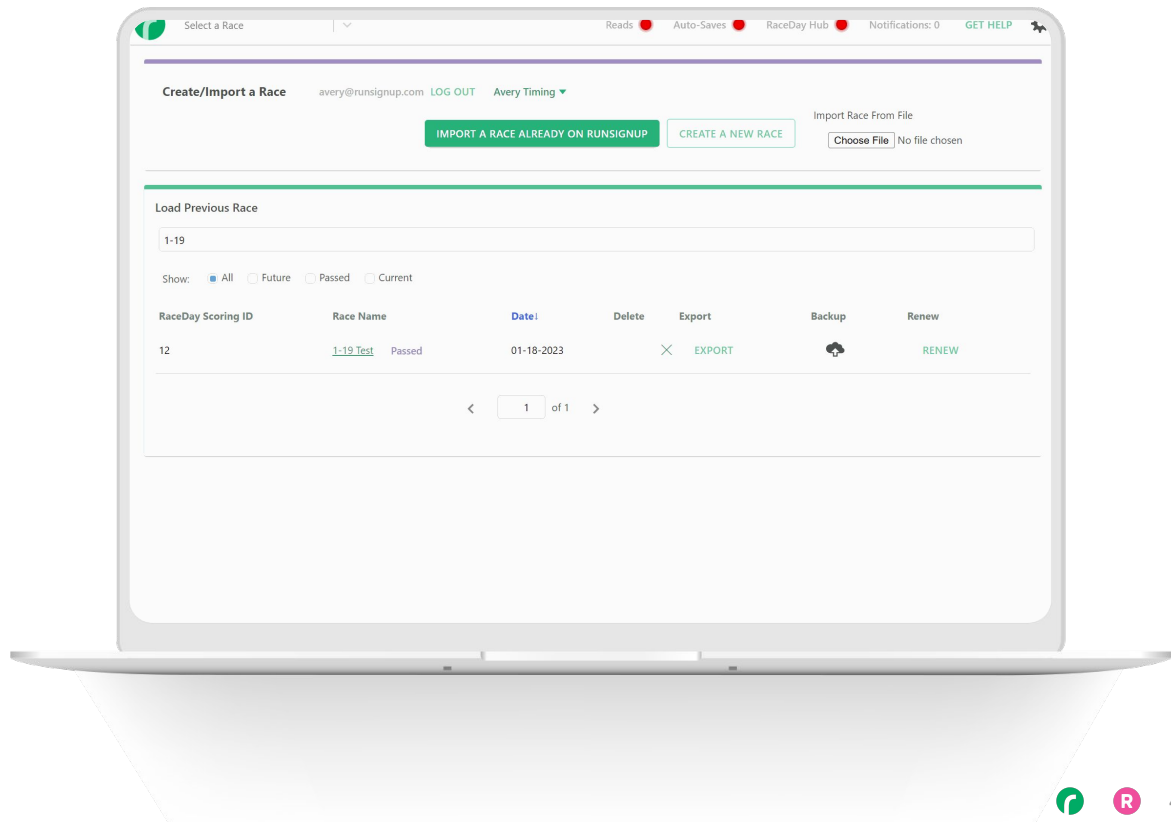 Select a Race Reads Auto-Saves RaceDay Hub Notifications: 0 GET HELP
Create/Import a Race avery@runsignup.com LOG OUT Avery Timing
Import Race From File
IMPORT A RACE ALREADY ON RUNSIGNUP CREATE A NEW RACE Choose File No file chosen
Load Previous Race
1-19
Show: All Future Passed Current
RaceDay Scoring ID Race Name Date↓ Delete Export Backup Renew
12 1-19 Test Passed 01-18-2023 EXPORT RENEW
1 of 1
R